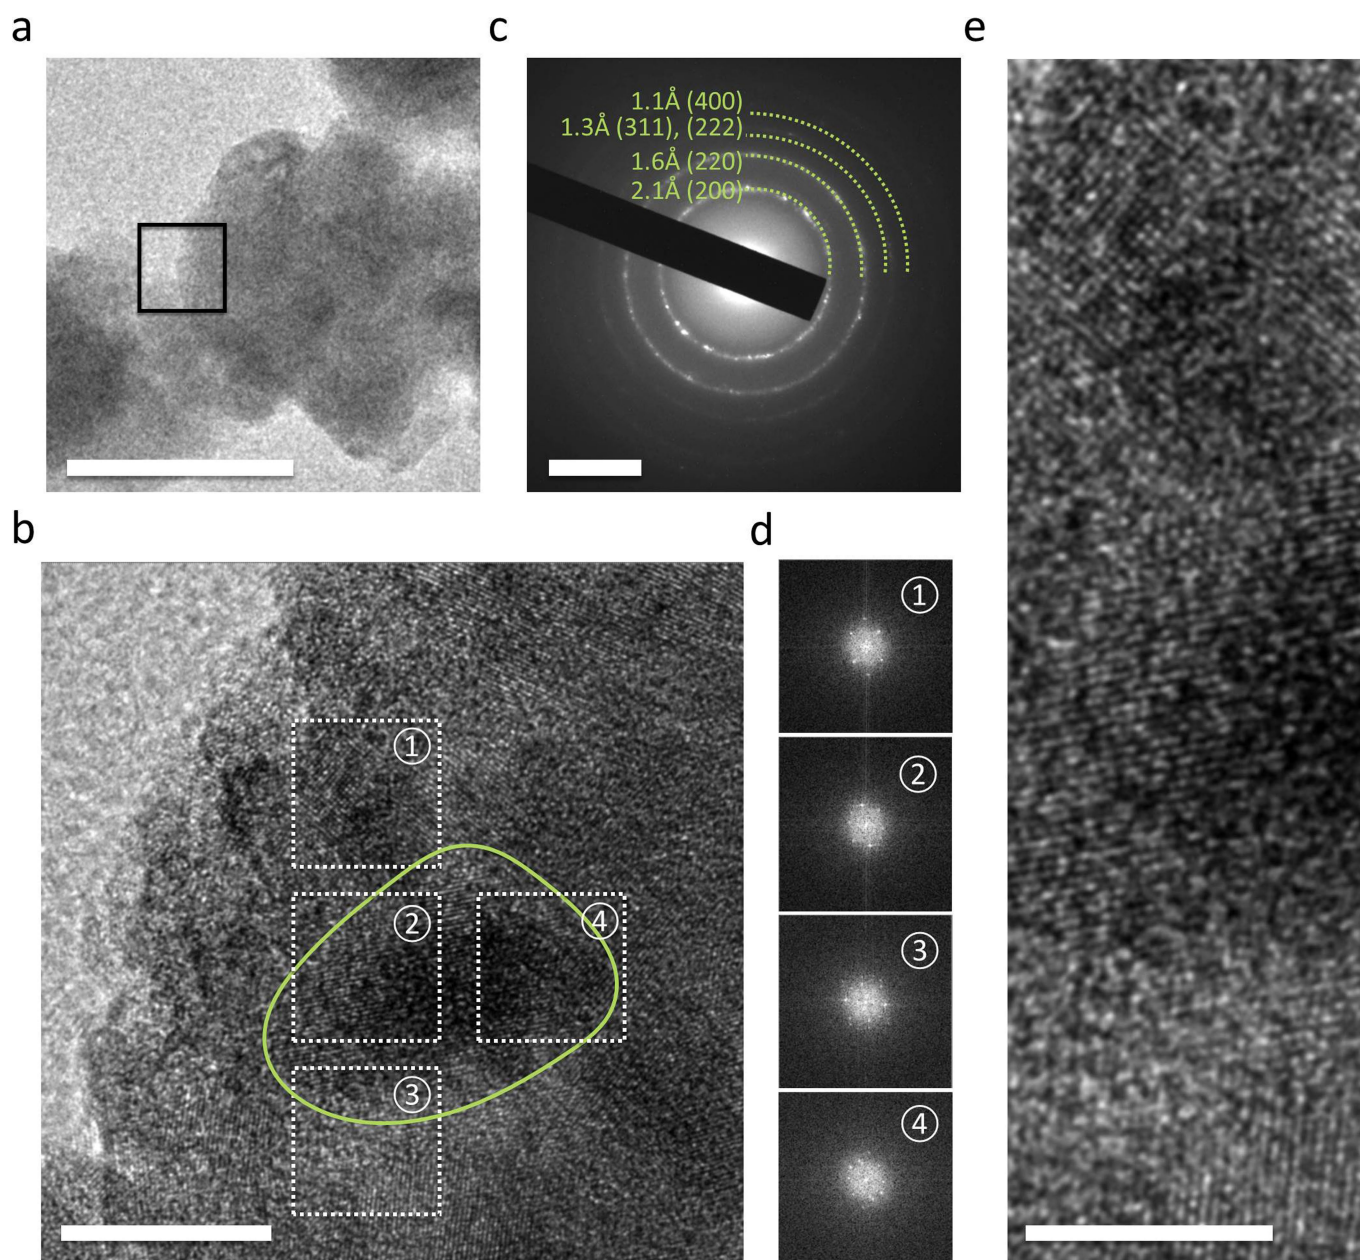 a
c
e
1.1Å (400)
1.3Å (311), (222)
1.6Å (220)
2.1Å (200)
b
d
①
②
④
③
①
②
③
④